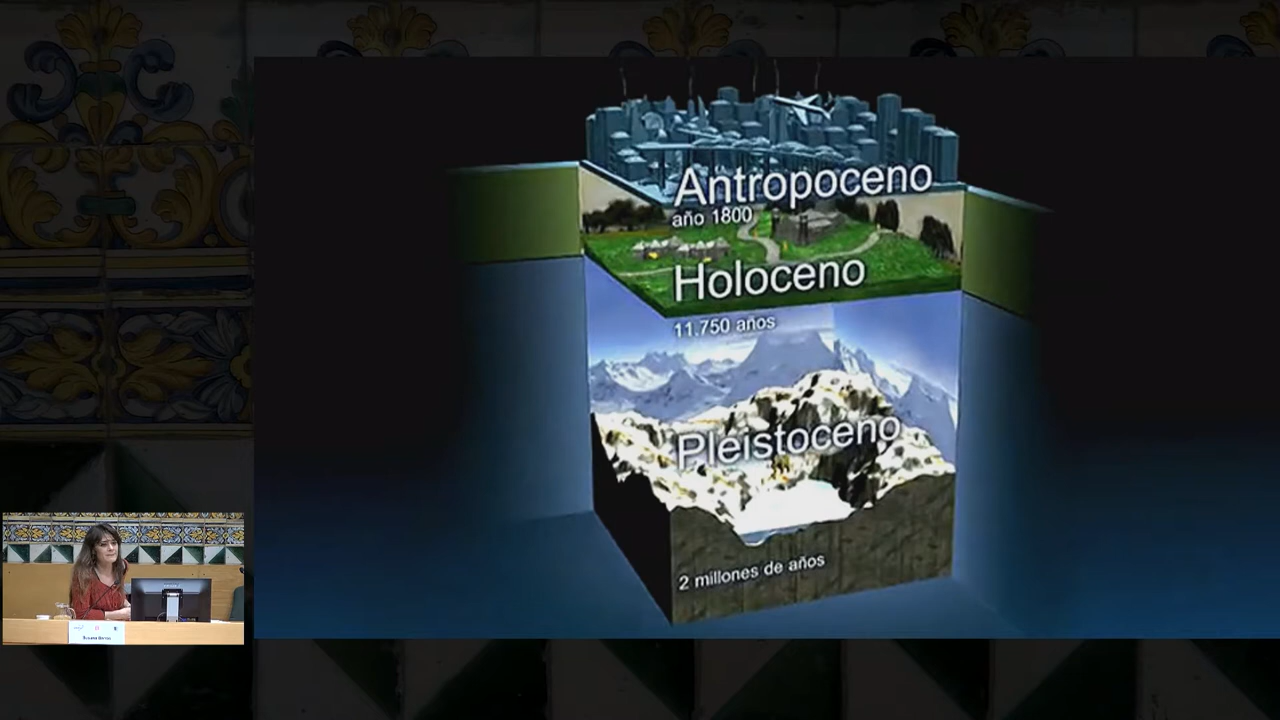 Antropoceno
año 1800
Holoceno
11.750 años
Pleistoceno
2 millones de años